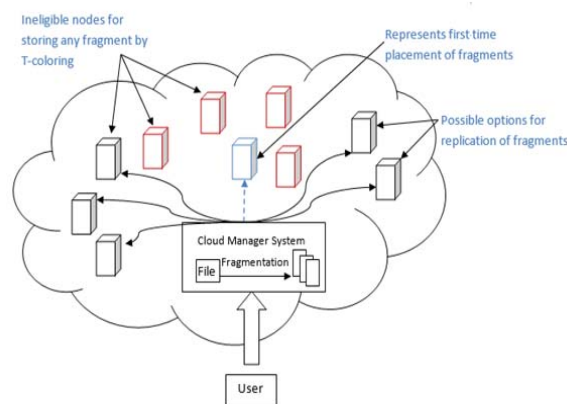 Ineligible nodes for
storing any fragment by
T-coloring
Represents first time
placement of fragments
Possible options for
replication of fragments
Cloud Manager System
Fragmentation
File
User